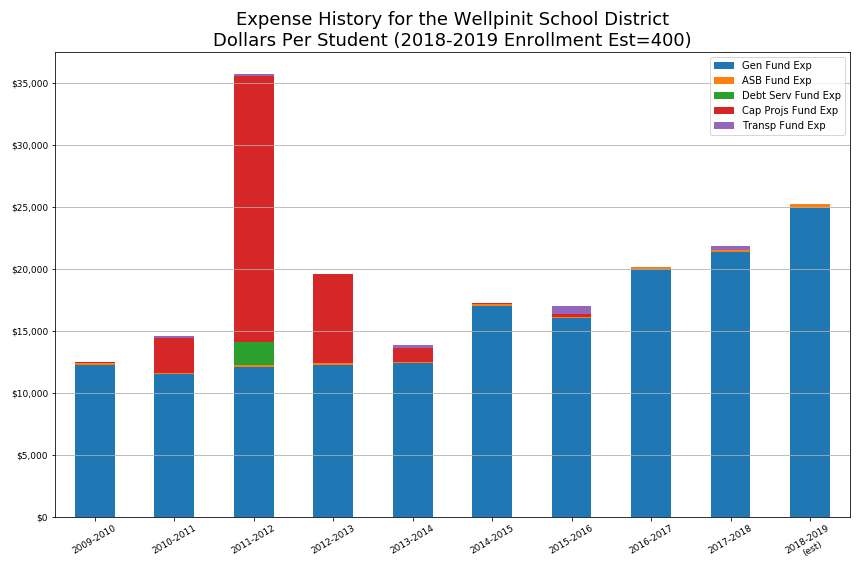 Expense History for the Wellpinit School District
Dollars Per Student (2018-2019 Enrollment Est=400)
Gen Fund Exp
ASB Fund Exp
Debt Serv Fund Exp
Cap Projs Fund Exp
Transp Fund Exp
$35,000
$30,000
$25,000
$20,000
$15,000
$10,000
$5,000
$0
2009-2010
2010-2011
2011-2012
2012-2013
2013-2014
2014-2015
2015-2016
2016-2017
2017-2018
2018-2019
(est)